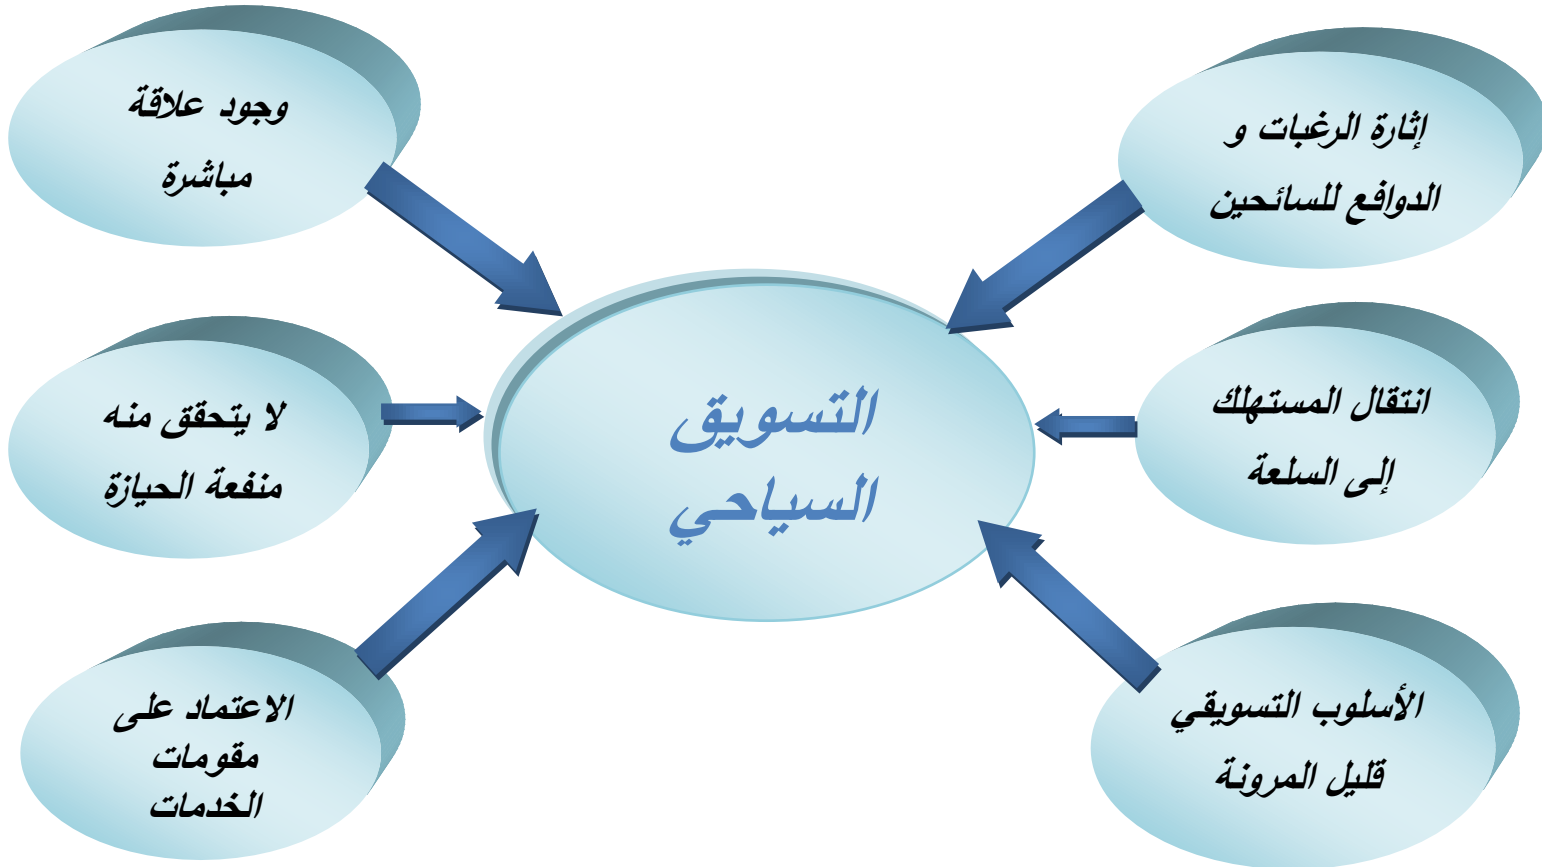 إثارة الرغبات و
الدوافع للسائحين
انتقال المستهلك
إلى السلعة
الأسلوب التسويقي
قليل المرونة
التسويق
السياحي
وجود علاقة
مباشرة
لا يتحقق منه
منفعة الحيازة
الاعتماد على
مقومات
الخدمات